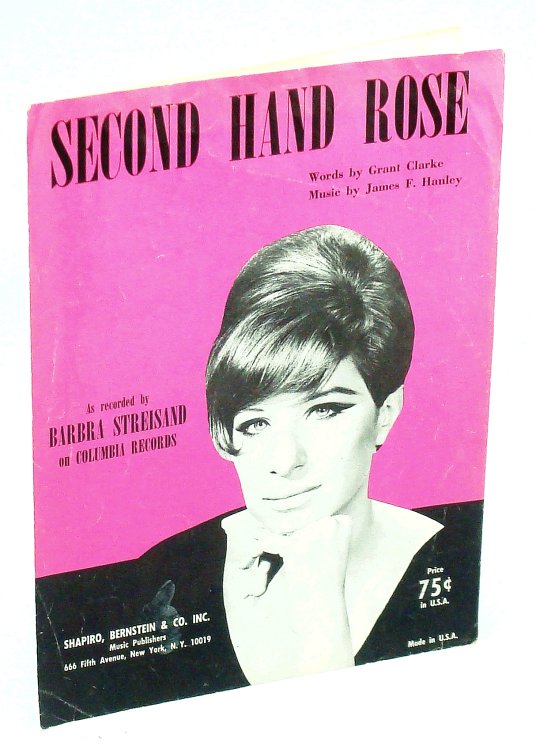 SECOND HAND ROSE
Words by Grant Clarke
Music by James F. Hanley
As recorded by
BARBRA STREISAND
on COLUMBIA RECORDS
Price
75¢
in U.S.A.
SHAPIRO, BERNSTEIN & CO. INC.
Music Publishers
666 Fifth Avenue, New York, N. Y. 10019
Made in U.S.A.